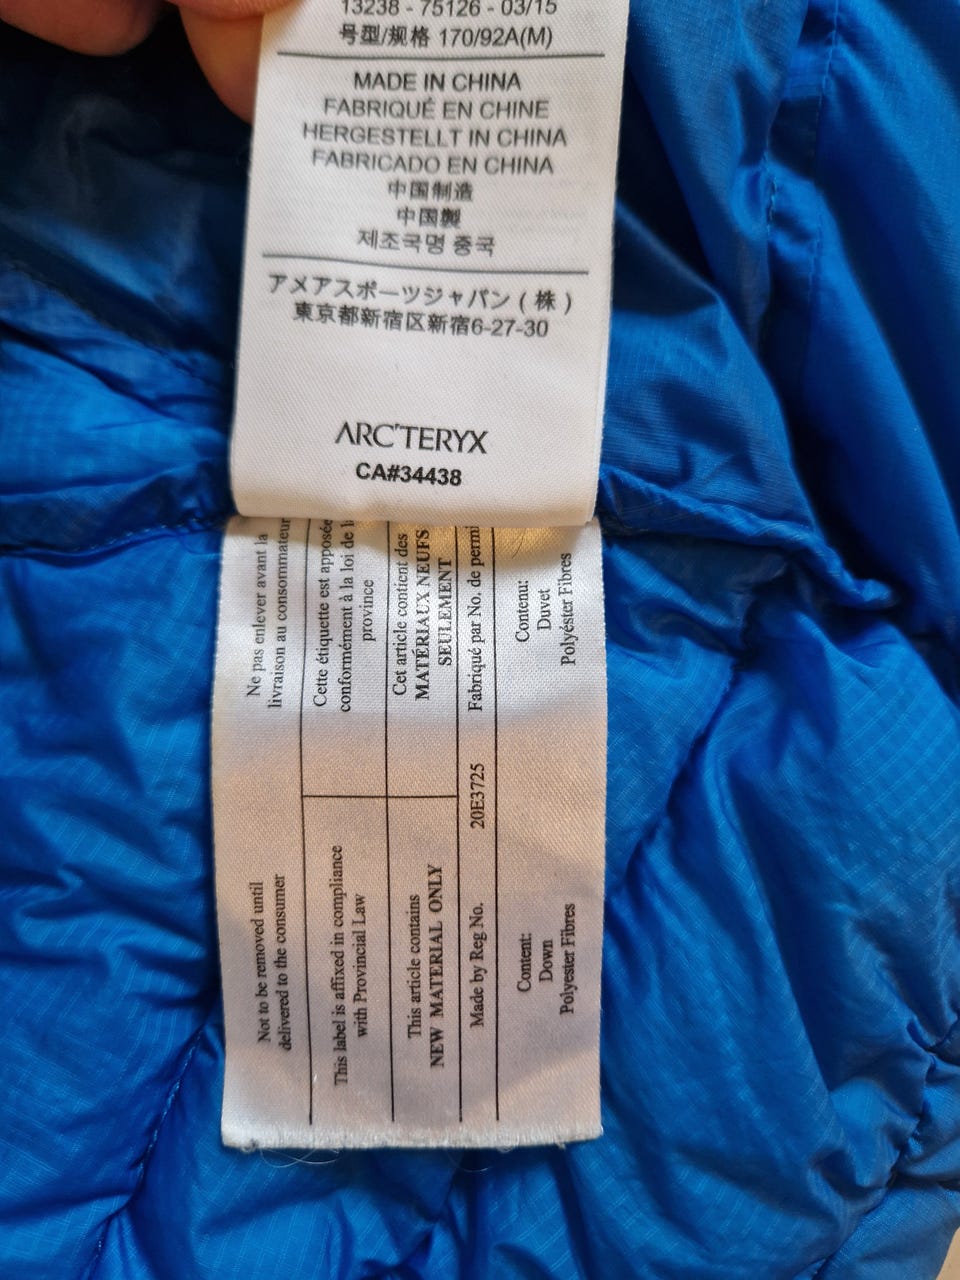 13238 - 75126 - 03/15
号型/规格 170/92A(M)
MADE IN CHINA
FABRIQUÉ EN CHINE
HERGESTELLT IN CHINA
FABRICADO EN CHINA
中国制造
中国製
제조국명 중국
アメアスポーツジャパン ( 株 )
東京都新宿区新宿6-27-30
ARC'TERYX
CA#34438
Ne pas enlever avant la
livraison au consommateur
Cette étiquette est apposée
conformément à la loi de
province
Cet article contient des
MATÉRIAUX NEUFS
SEULEMENT
Fabriqué par No. de permi
Contenu:
Duvet
Polyéster Fibres
20E3725
Not to be removed until
delivered to the consumer
This label is affixed in compliance
with Provincial Law
This article contains
NEW MATERIAL ONLY
Made by Reg No.
Content:
Down
Polyester Fibres